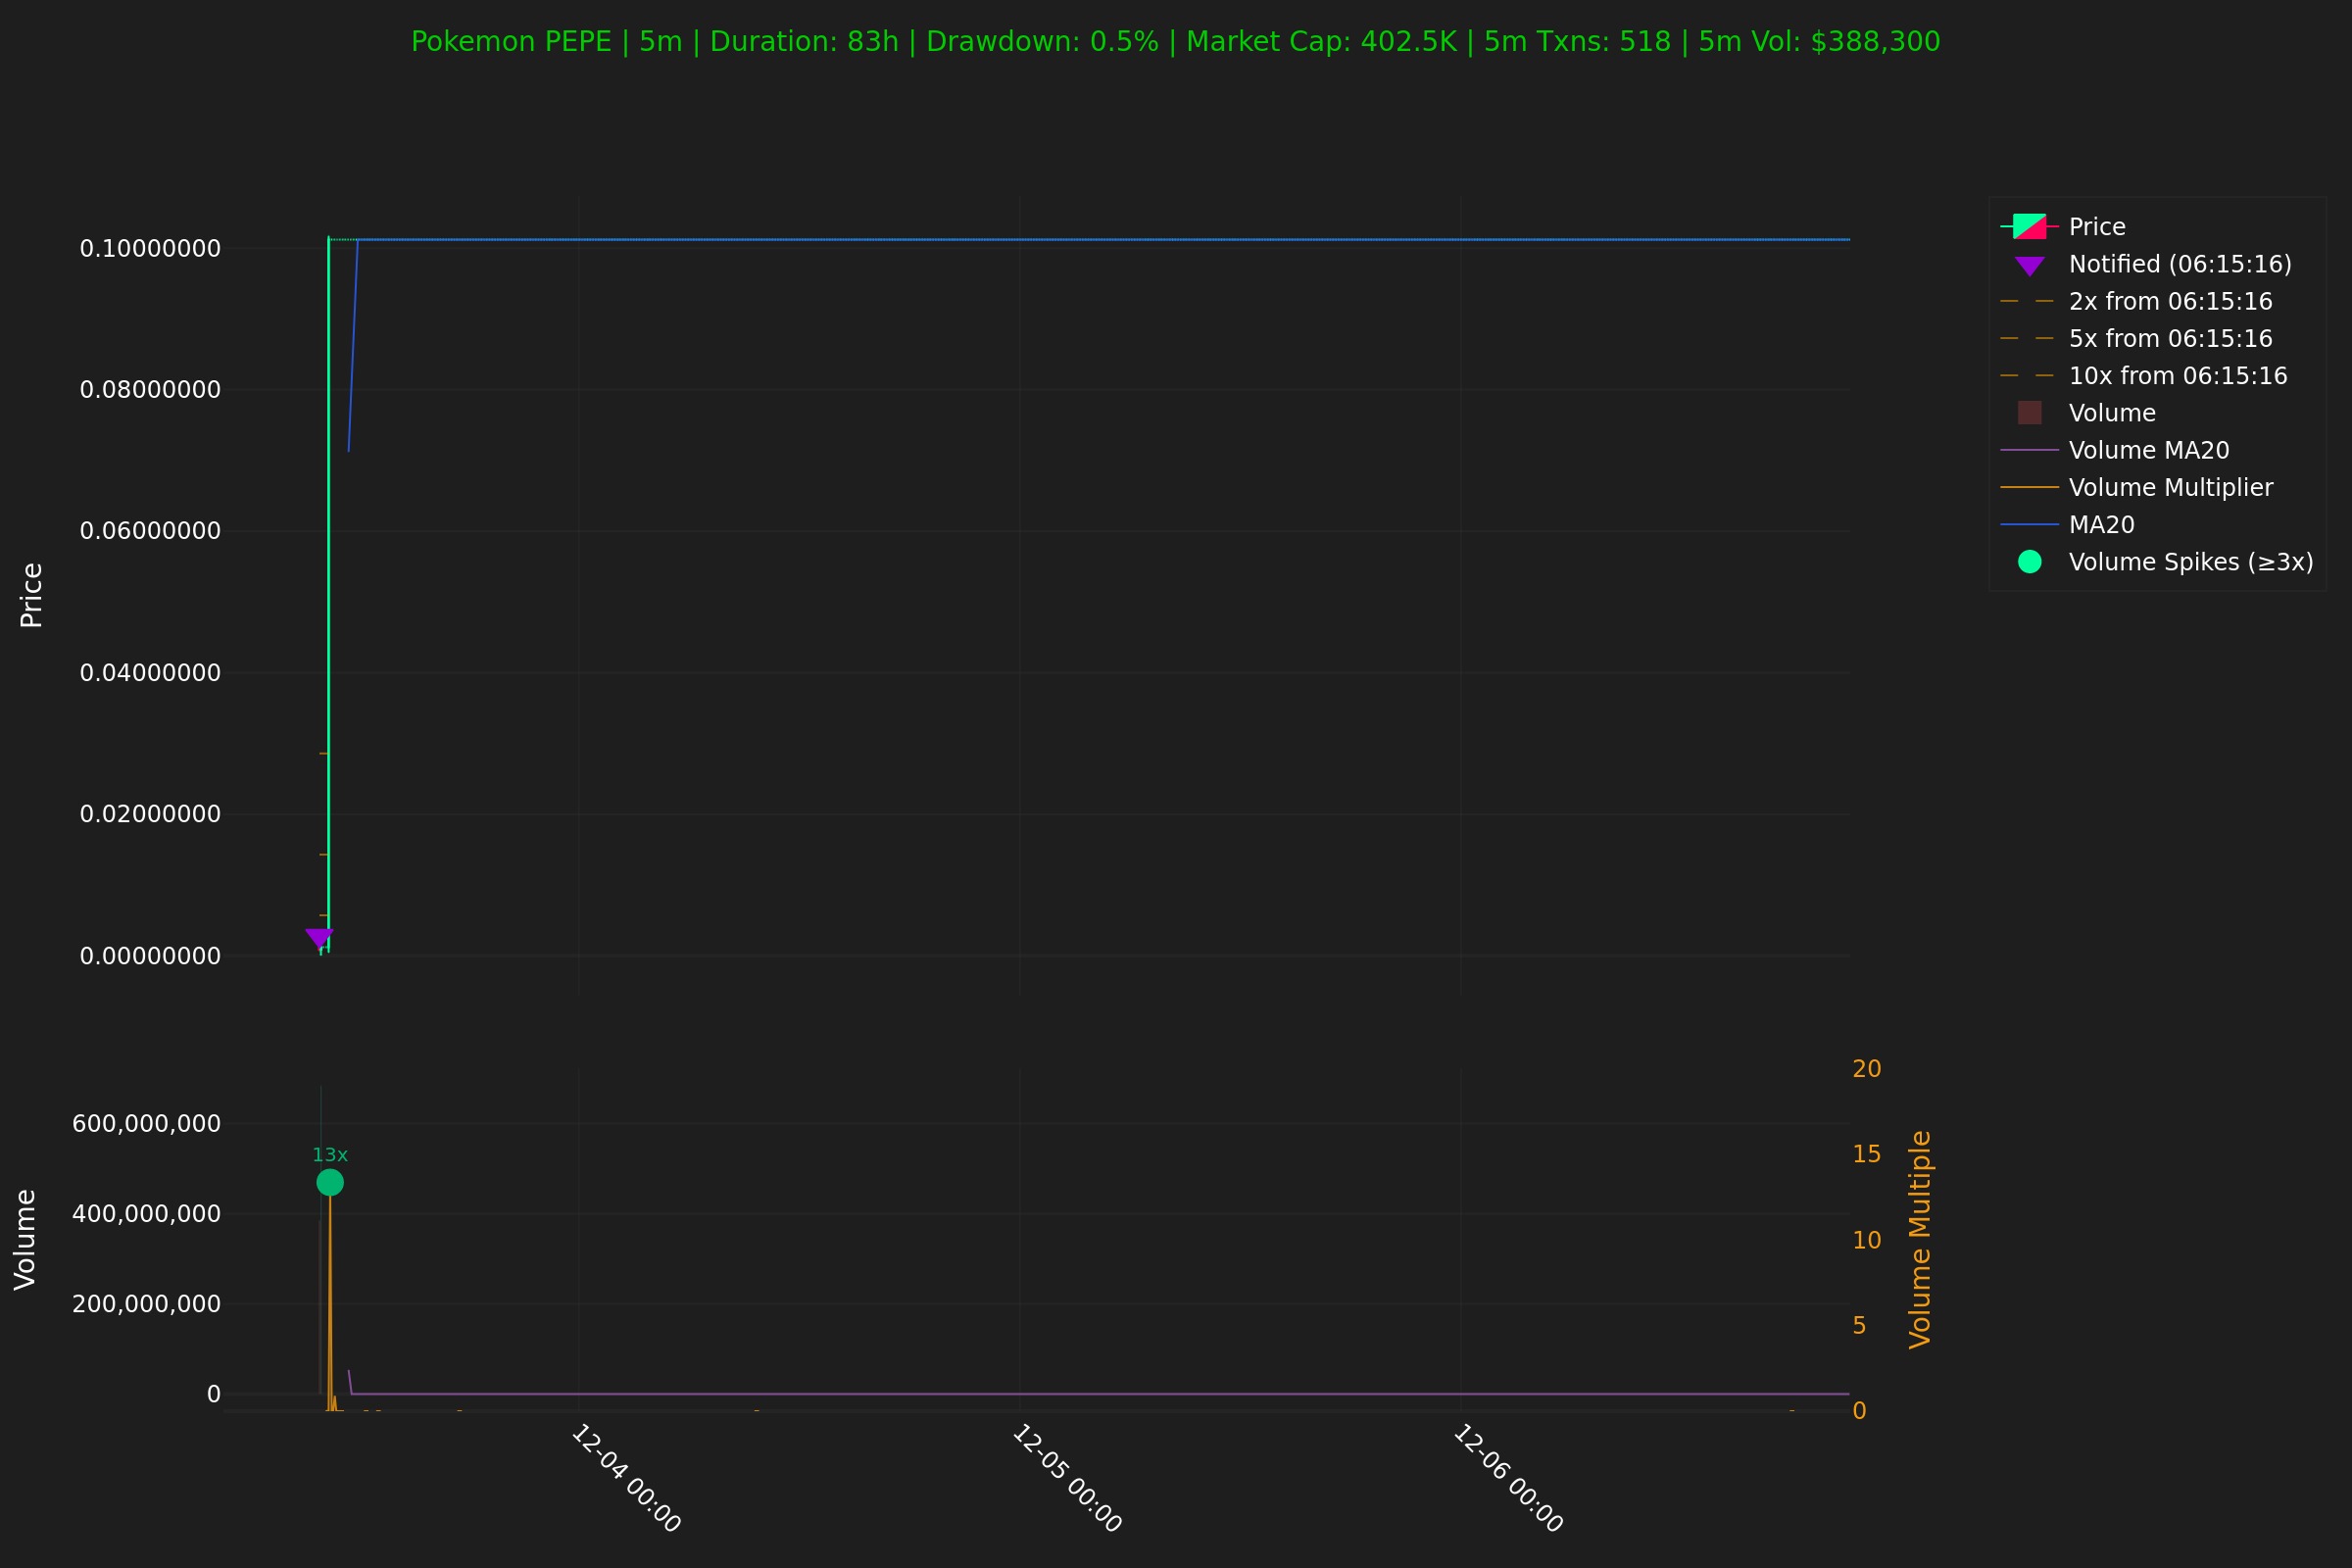 Pokemon PEPE | 5m | Duration: 83h | Drawdown: 0.5% | Market Cap: 402.5K | 5m Txns: 518 | 5m Vol: $388,300
Price
0.10000000
0.08000000
0.06000000
0.04000000
0.02000000
0.00000000
Price
Notified (06:15:16)
2x from 06:15:16
5x from 06:15:16
10x from 06:15:16
Volume
Volume MA20
Volume Multiplier
MA20
Volume Spikes (≥3x)
Volume
600,000,000
400,000,000
200,000,000
0
13x
20
15
10
5
0
Volume Multiple
12-04 00:00
12-05 00:00
12-06 00:00